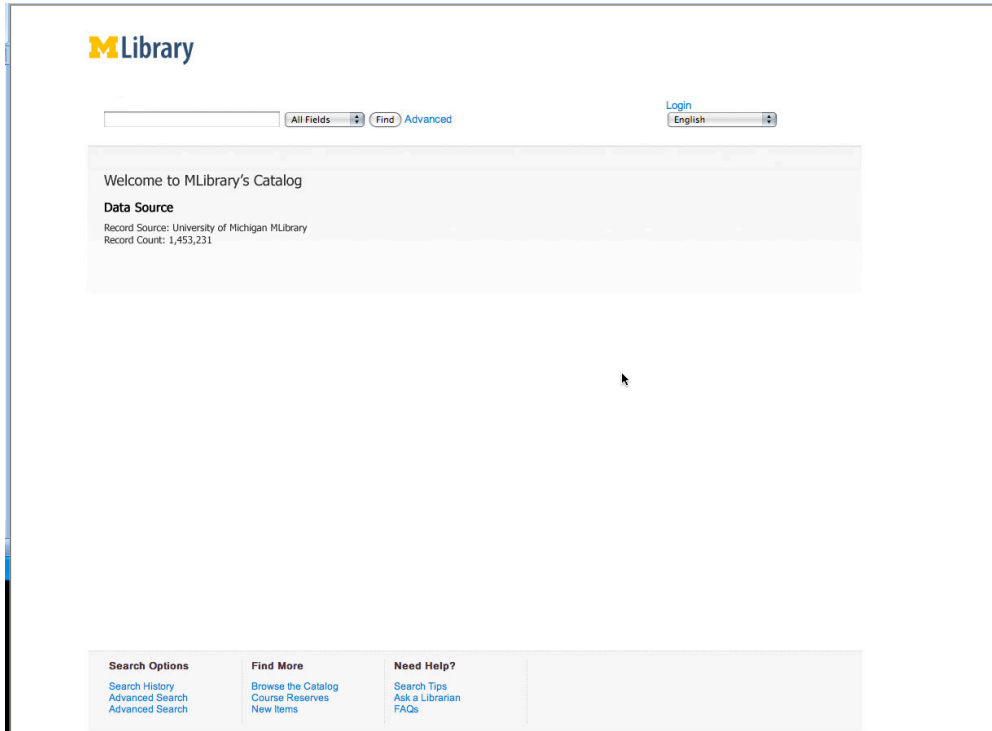 MLibrary
Login
All Fields Find Advanced English
Welcome to MLibrary's Catalog
Data Source
Record Source: University of Michigan MLibrary
Record Count: 1,453,231
Search Options
Search History
Advanced Search
Advanced Search
Find More
Browse the Catalog
Course Reserves
New Items
Need Help?
Search Tips
Ask a Librarian
FAQs